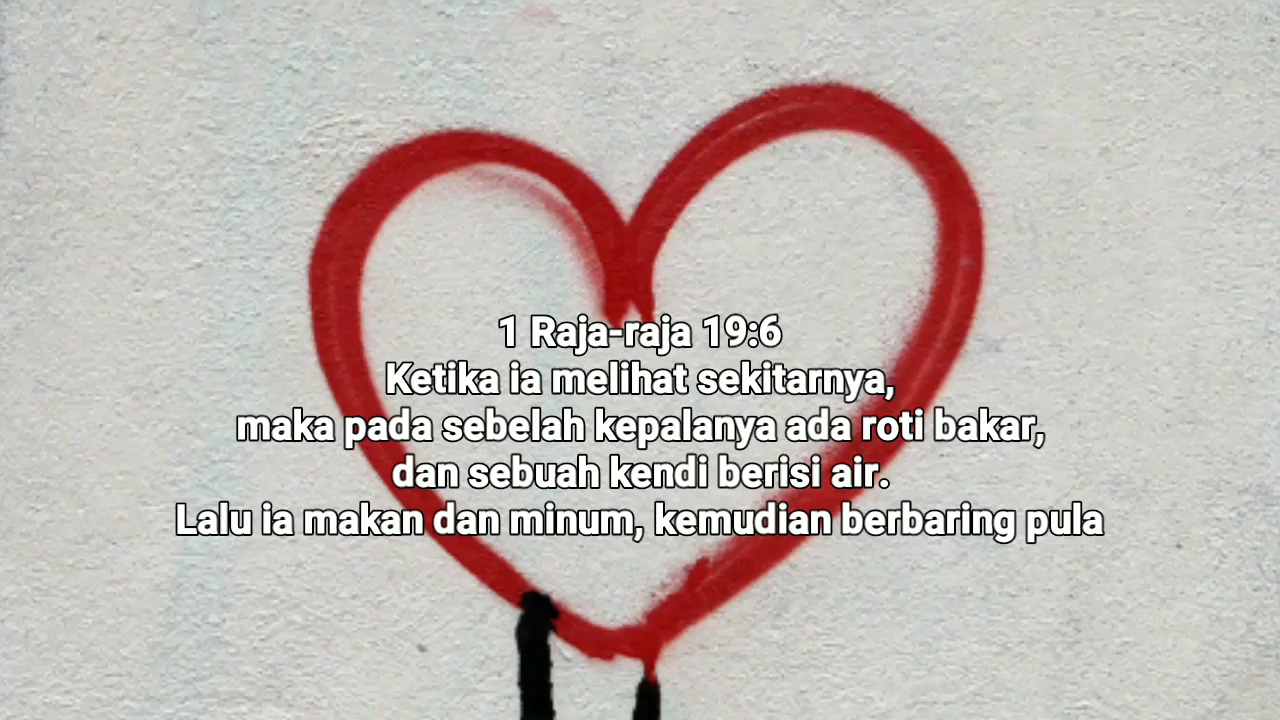 1 Raja-raja 19:6
Ketika ia melihat sekitarnya,
maka pada sebelah kepalanya ada roti bakar,
dan sebuah kendi berisi air.
Lalu ia makan dan minum, kemudian berbaring pula